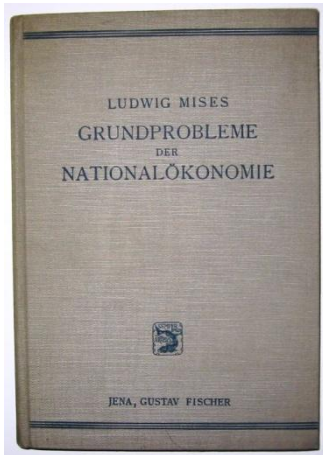 LUDWIG MISES
GRUNDPROBLEME
DER
NATIONALÖKONOMIE
JENA, GUSTAV FISCHER